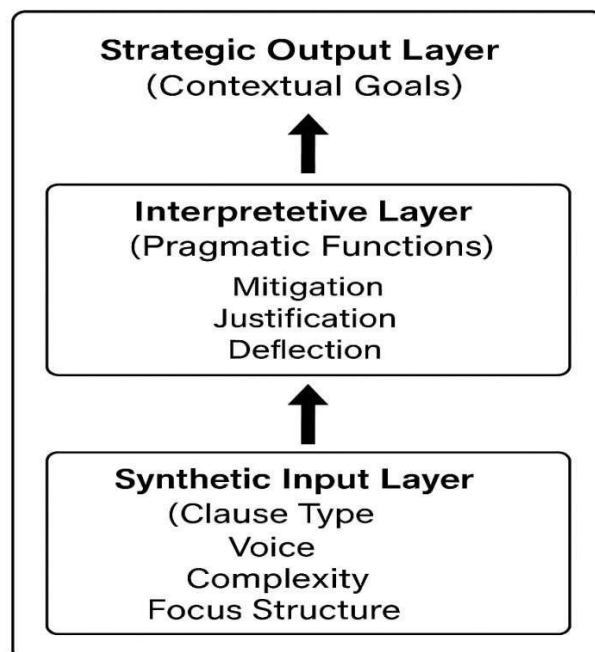 Strategic Output Layer
(Contextual Goals)
Interpretetive Layer
(Pragmatic Functions)
Mitigation
Justification
Deflection
Synthetic Input Layer
(Clause Type
Voice
Complexity
Focus Structure